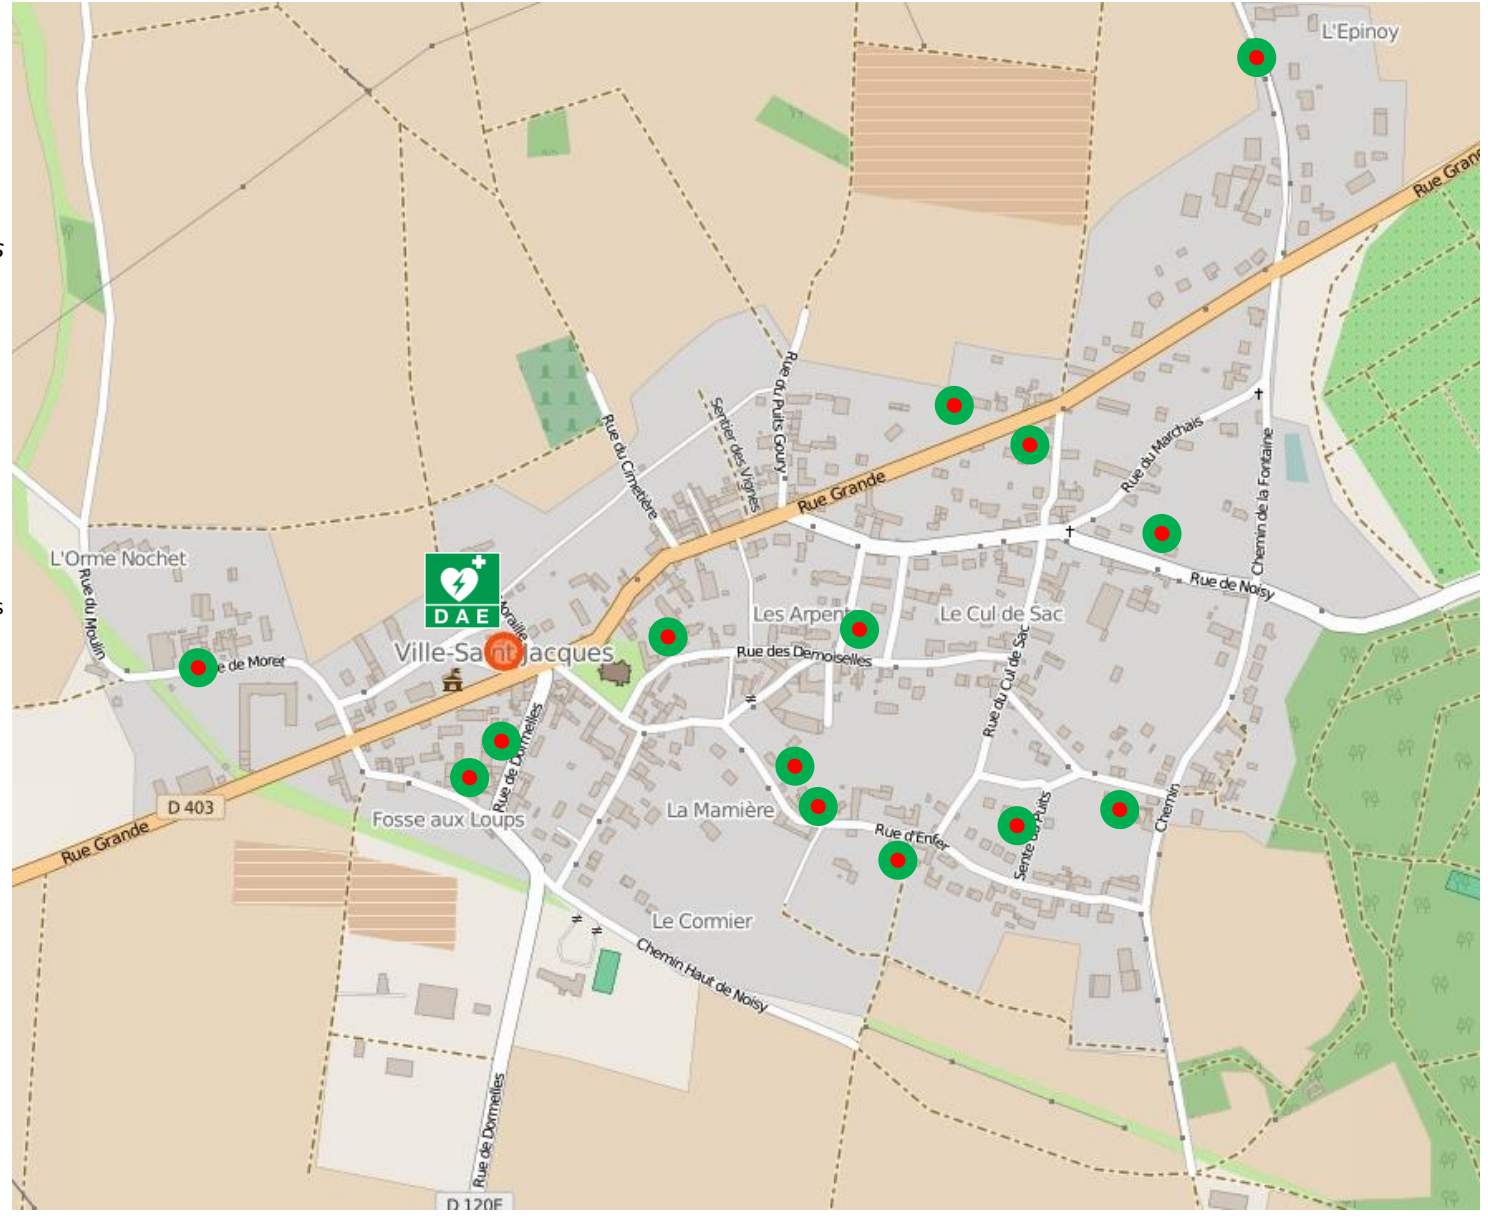 L'Epinoy
Rue Gran
s
Rue du Puits Goury
Sentier des Vignes
Rue du Cimetière
Rue du Marchais
Chemin de la Fontaine
Rue Grande
L'Orme Nochet
DAE
Rue du Moulin
Rue de Noisy
s
Les Arpent
Le Cul de Sac
Ville-Sa t-Jacques
Rue des Demoiselles
e de Moret
Rue du Cul de Sac
Rue de Dormelles
D 403
La Mamière
Fosse aux Loups
Rue d'Enfer
Sente du Puits
Chemin
Rue Grande
Le Cormier
Chemin Haut de Noisy
Rue de Dormelles
D 120E